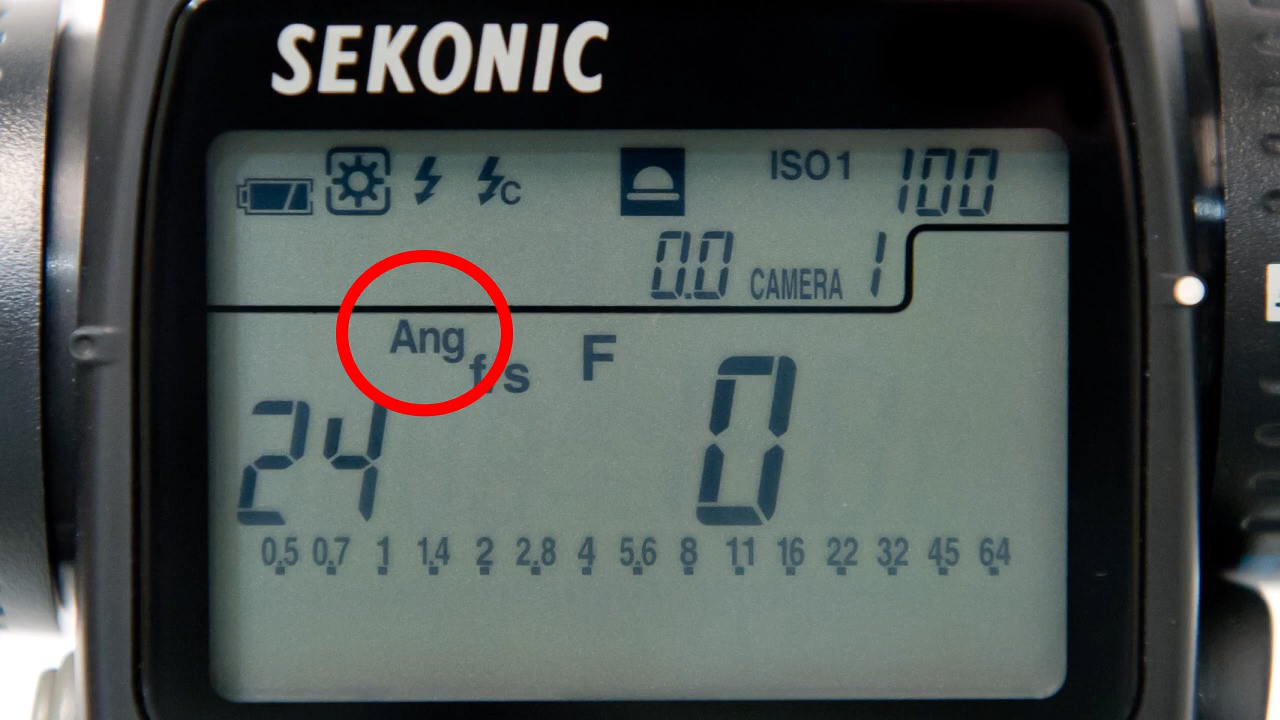 SEKONIC
C ISO1 100
0.0 CAMERA 1
Ang f/s F
24 0
0,5 0,7 1 1,4 2 2,8 4 5,6 8 11 16 22 32 45 64